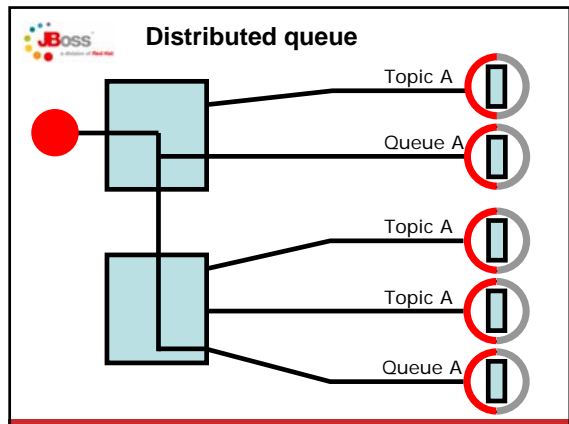 JBoss
a division of Red Hat
Distributed queue
Topic A
Queue A
Topic A
Topic A
Queue A